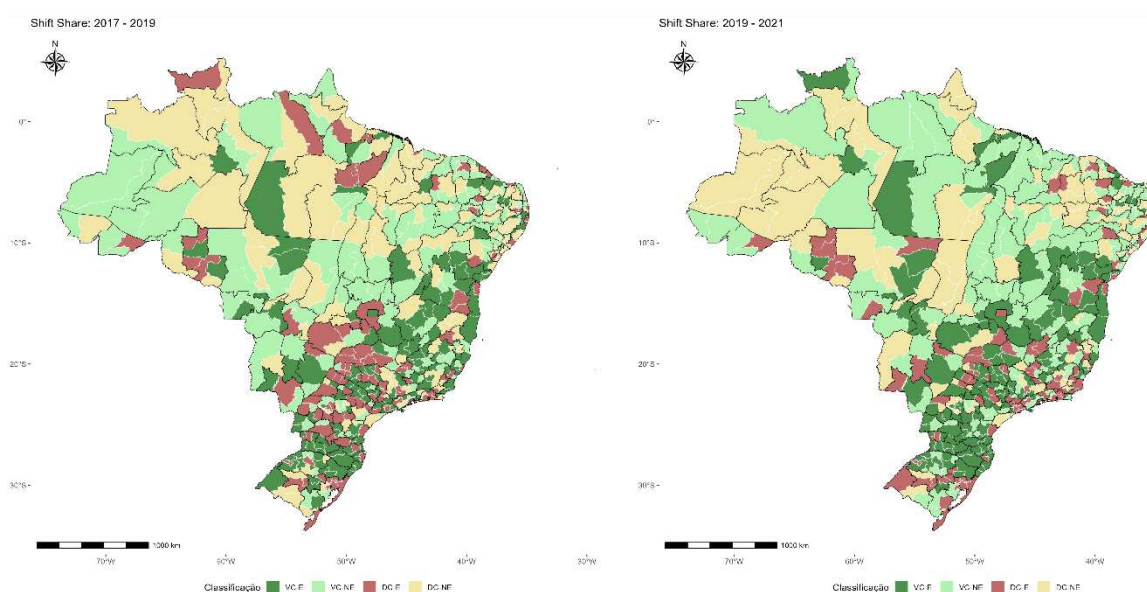 Shift Share: 2017 - 2019
N
0°
10°S
20°S
30°S
1000 km
70°W
60°W
50°W
40°W
30°W
Classificação VC-E VC-NE DC-E DC-NE
Shift Share: 2019 - 2021
N
0°
10°S
20°S
30°S
1000 km
70°W
60°W
50°W
40°W
Classificação VC-E VC-NE DC-E DC-NE